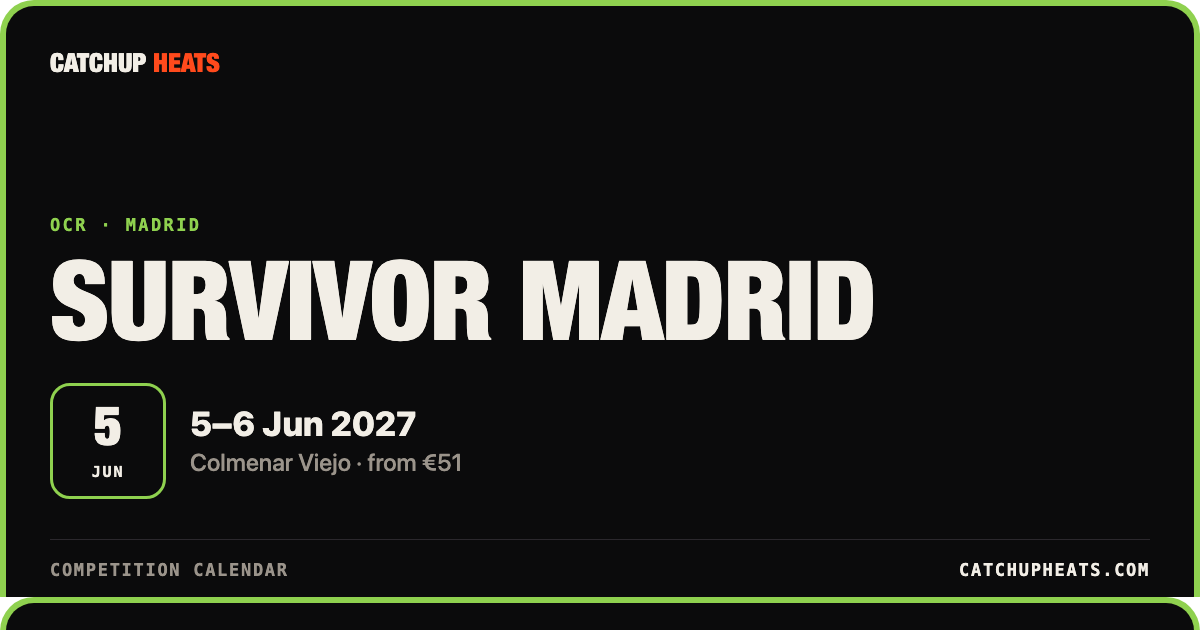 CATCHUP HEATS
OCR · MADRID
SURVIVOR MADRID
5
JUN
5–6 Jun 2027
Colmenar Viejo · from €51
COMPETITION CALENDAR
CATCHUPHEATS.COM